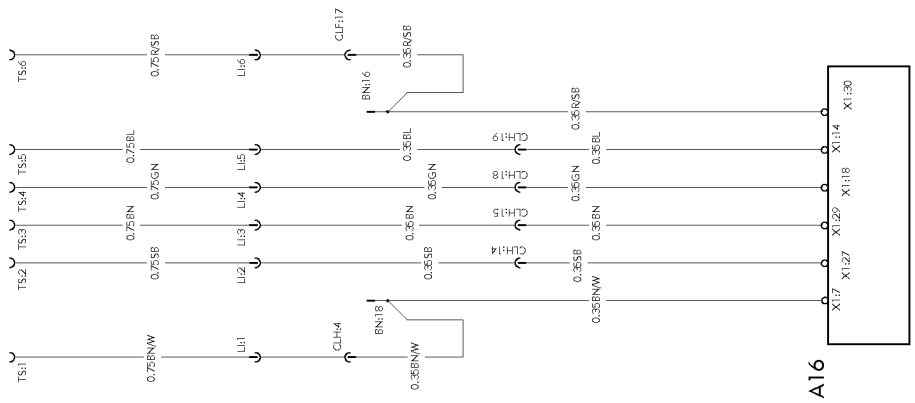 TS:6
0.75R/SB
LI:6
CLF:17
0.35R/SB
BN:16
0.35R/SB
X1:30
TS:5
0.75BL
LI:5
0.35BL
CLH:19
0.35BL
X1:14
TS:4
0.75GN
LI:4
0.35GN
CLH:18
0.35GN
X1:18
TS:3
0.75BN
LI:3
0.35BN
CLH:15
0.35BN
X1:29
TS:2
0.75SB
LI:2
0.35SB
CLH:14
0.35SB
X1:27
BN:18
0.35BN/W
X1:7
TS:1
0.75BN/W
LI:1
CLH:4
0.35BN/W
A16